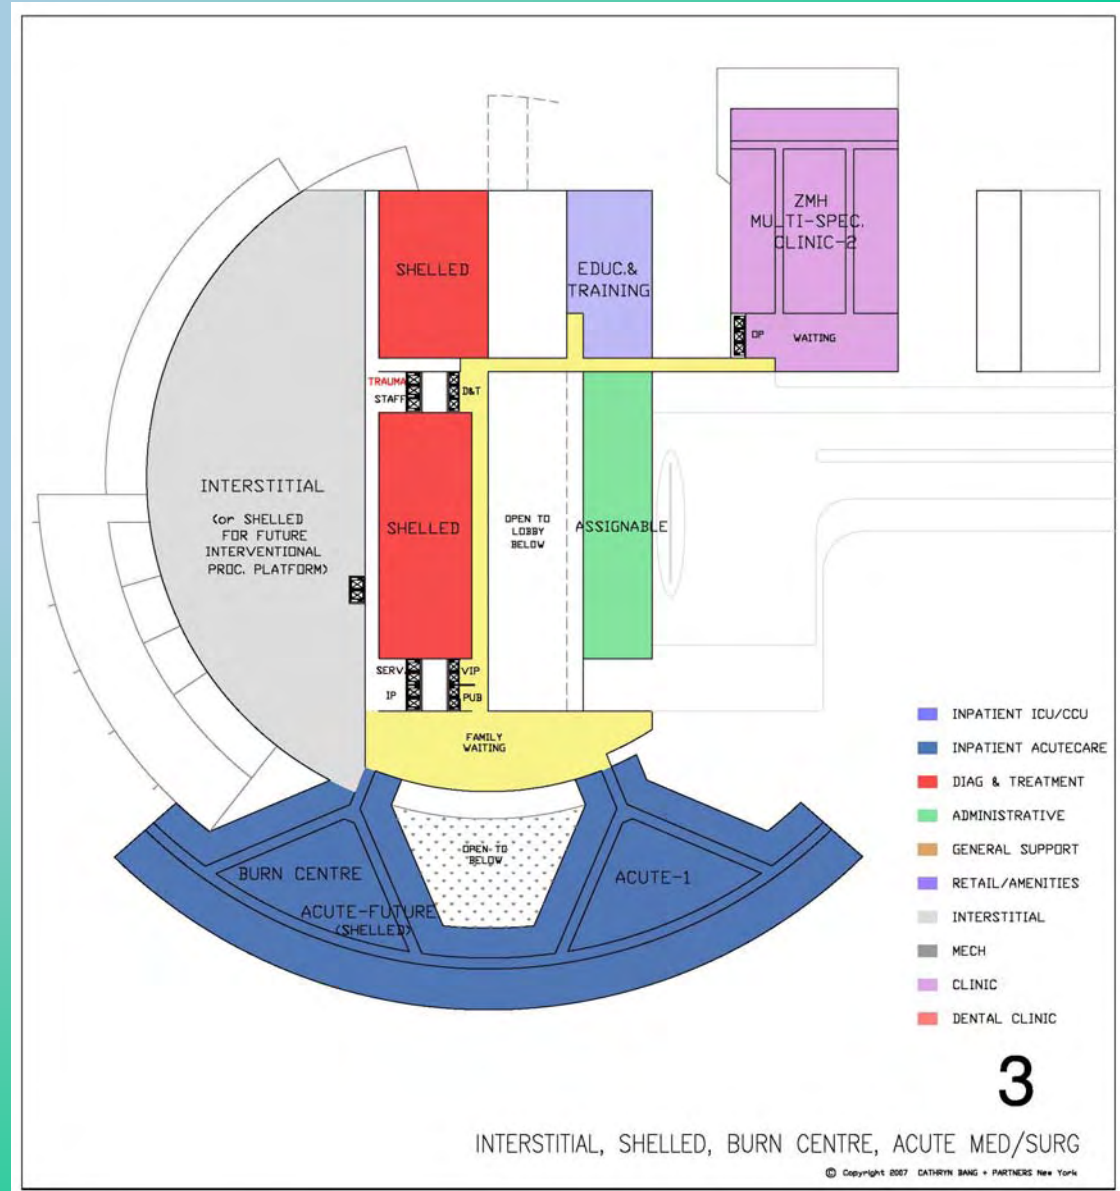 ZMH
MULTI-SPEC.
CLINIC-2
SHELLED
EDUC.&
TRAINING
OP
WAITING
TRAUMA
STAFF
D&T
INTERSTITIAL
(or SHELLED
FOR FUTURE
INTERVENTIONAL
PROC. PLATFORM)
SHELLED
OPEN TO
LOBBY
BELOW
ASSIGNABLE
SERV.
VIP
IP
PUB
FAMILY
WAITING
OPEN TO
BELOW
BURN CENTRE
ACUTE-1
ACUTE-FUTURE
(SHELLED)
INPATIENT ICU/CCU
INPATIENT ACUTECARE
DIAG & TREATMENT
ADMINISTRATIVE
GENERAL SUPPORT
RETAIL/AMENITIES
INTERSTITIAL
MECH
CLINIC
DENTAL CLINIC
3
INTERSTITIAL, SHELLED, BURN CENTRE, ACUTE MED/SURG
© Copyright 2007 CATHRYN BANG + PARTNERS New York